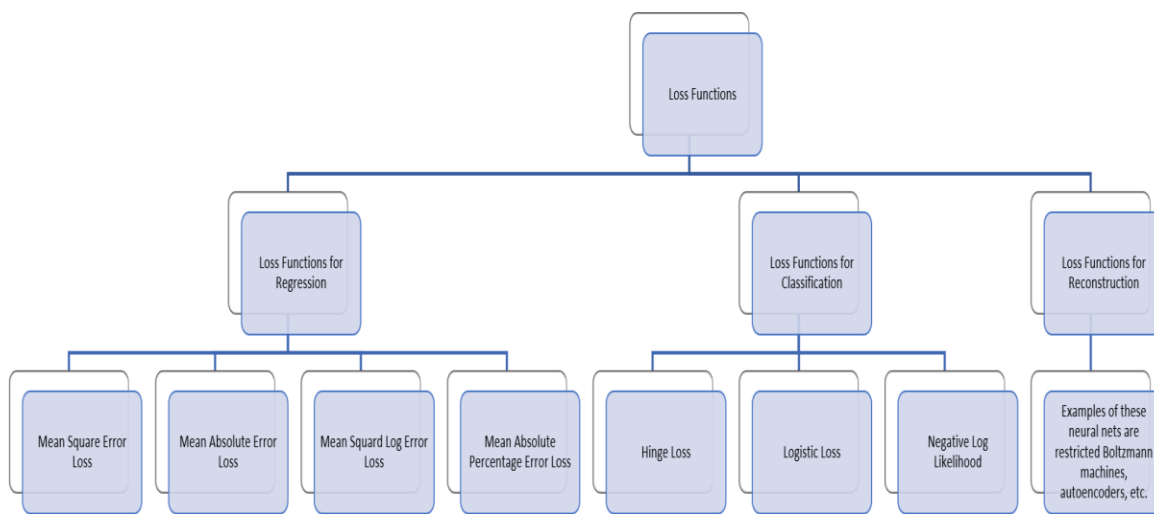 Loss Functions
Loss Functions for
Regression
Loss Functions for
Classification
Loss Functions for
Reconstruction
Mean Square Error
Loss
Mean Absolute Error
Loss
Mean Squard Log Error
Loss
Mean Absolute
Percentage Error Loss
Hinge Loss
Logistic Loss
Negative Log
Likelihood
Examples of these
neural nets are
restricted Boltzmann
machines,
autoencoders, etc.